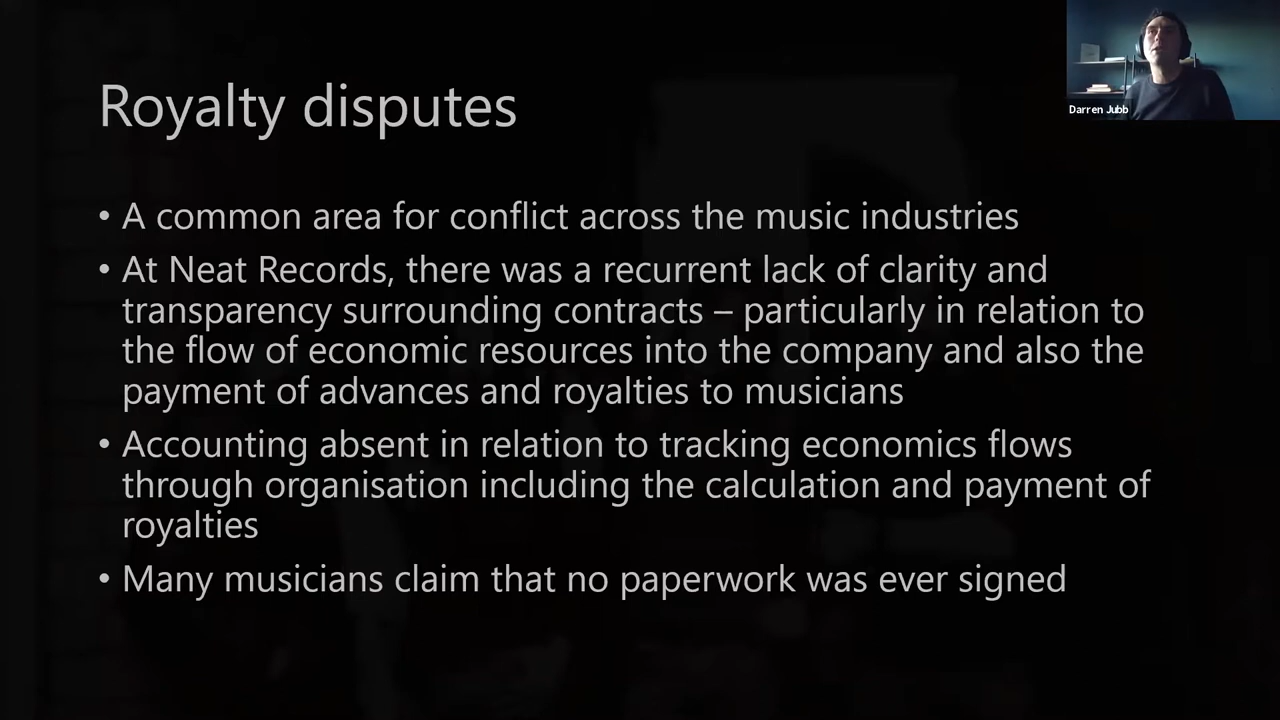 Royalty disputes
Darren Jubb
• A common area for conflict across the music industries
• At Neat Records, there was a recurrent lack of clarity and
transparency surrounding contracts – particularly in relation to
the flow of economic resources into the company and also the
payment of advances and royalties to musicians
• Accounting absent in relation to tracking economics flows
through organisation including the calculation and payment of
royalties
• Many musicians claim that no paperwork was ever signed